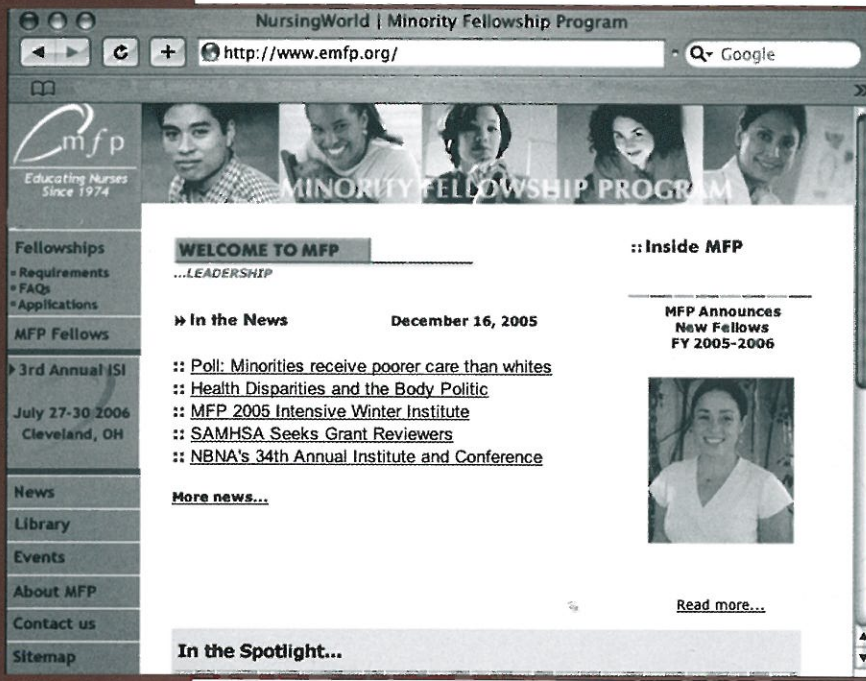 NursingWorld | Minority Fellowship Program
http://www.emfp.org/
Google
mfp
Educating Nurses
Since 1974
MINORITY FELLOWSHIP PROGRAM
Fellowships
Requirements
FAQs
Applications
MFP Fellows
3rd Annual ISI
July 27-30 2006
Cleveland, OH
News
Library
Events
About MFP
Contact us
Sitemap
WELCOME TO MFP
...LEADERSHIP
» In the News December 16, 2005
:: Poll: Minorities receive poorer care than whites
:: Health Disparities and the Body Politic
:: MFP 2005 Intensive Winter Institute
:: SAMHSA Seeks Grant Reviewers
:: NBNA's 34th Annual Institute and Conference
More news...
In the Spotlight...
:: Inside MFP
MFP Announces
New Fellows
FY 2005-2006
Read more...